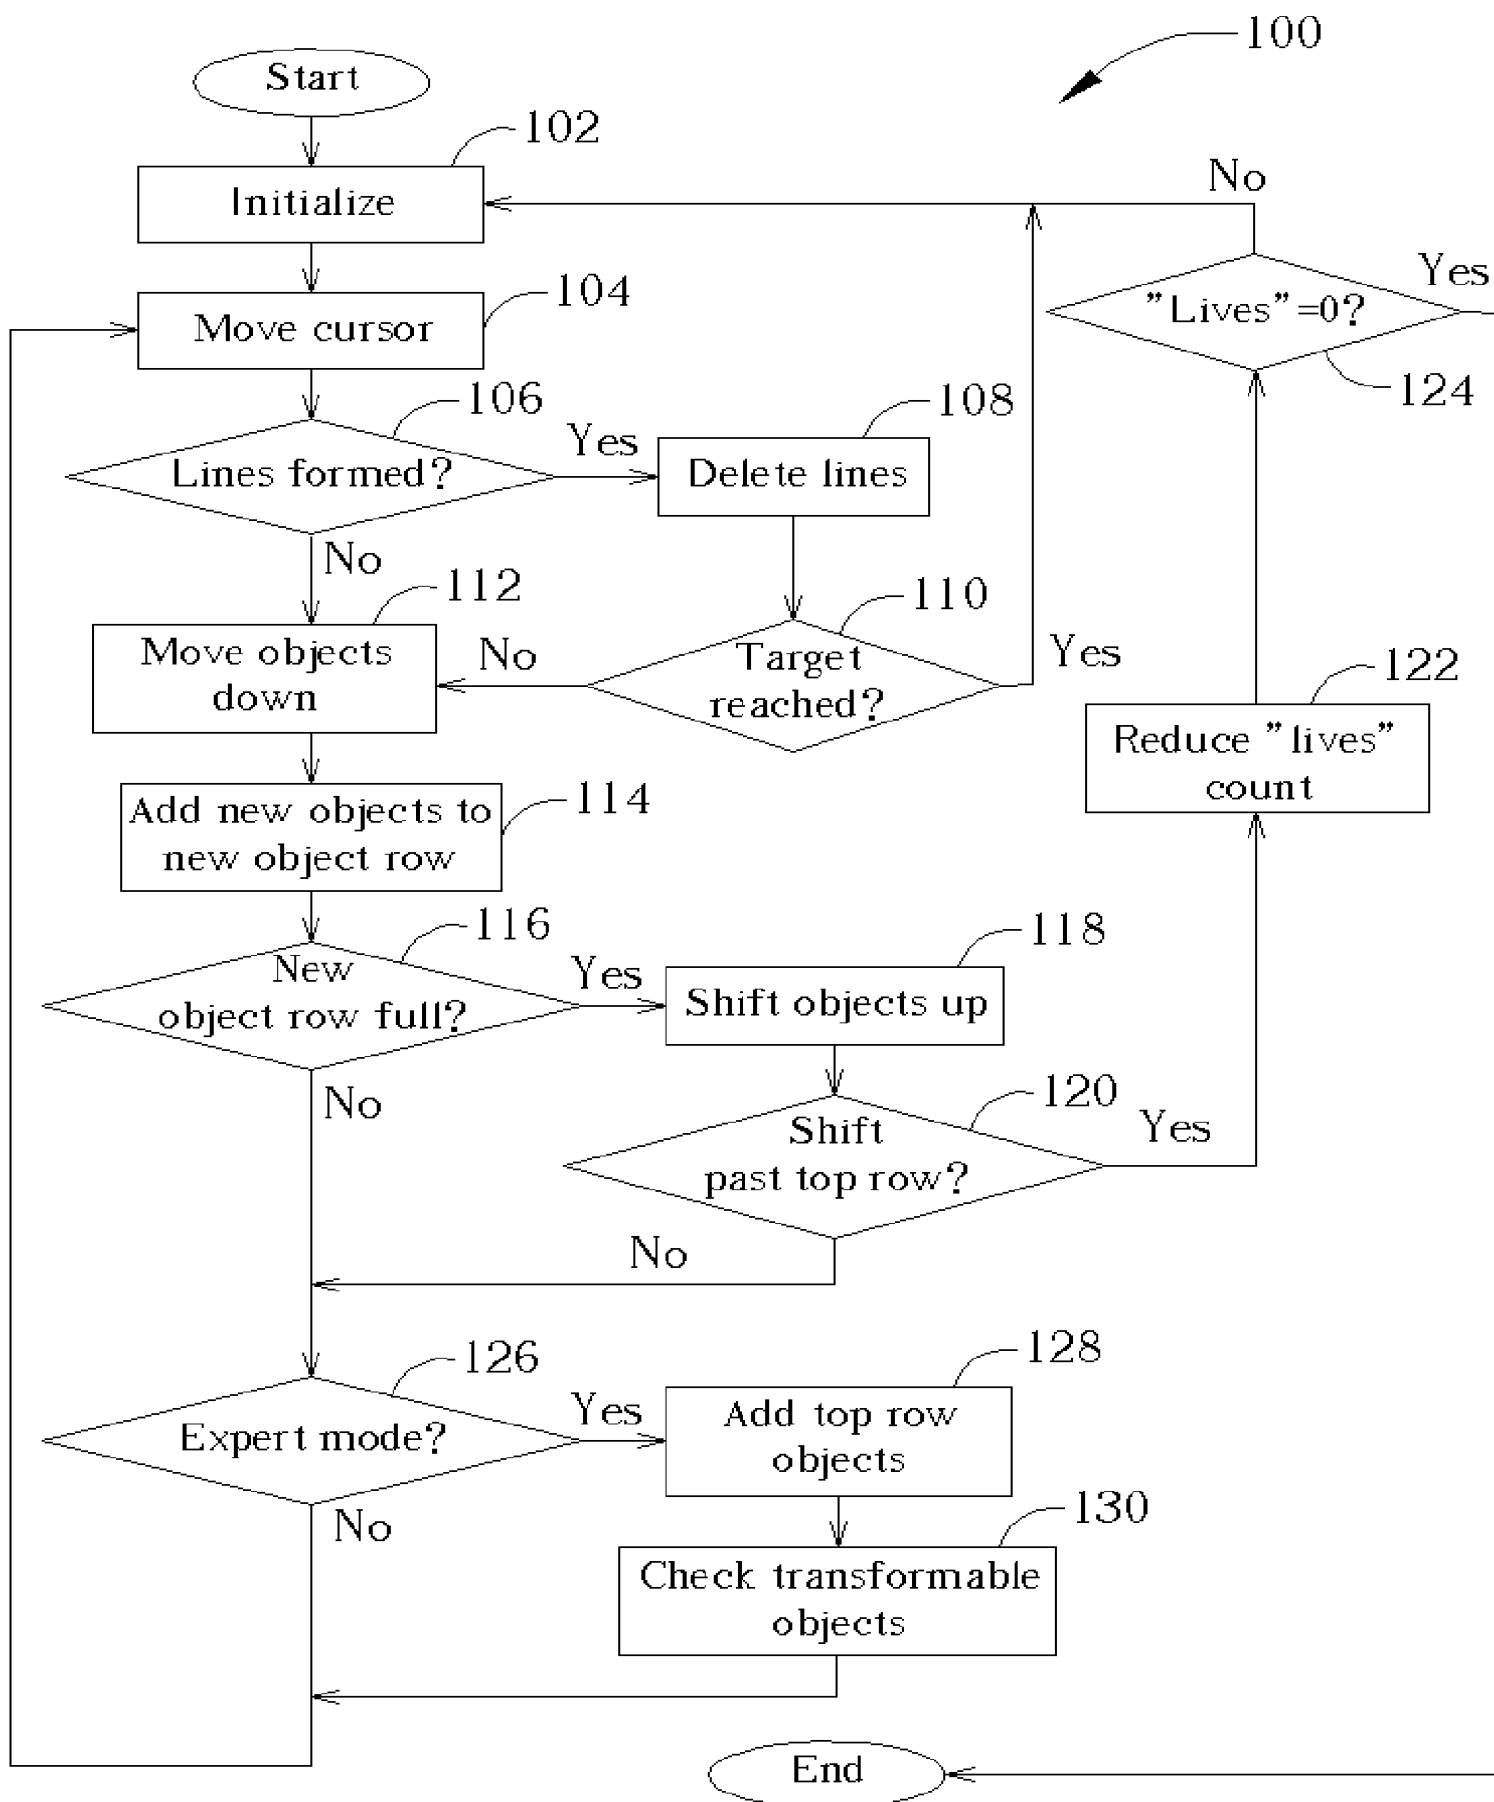 100
Start
102
Initialize
No
104
Move cursor
Yes
"Lives"=0?
124
106
Lines formed?
Yes
108
Delete lines
No
112
Move objects
down
No
110
Target
reached?
Yes
122
Reduce "lives"
count
114
Add new objects to
new object row
116
New
object row full?
Yes
118
Shift objects up
No
120
Shift
past top row?
Yes
No
126
Expert mode?
Yes
128
Add top row
objects
No
130
Check transformable
objects
End